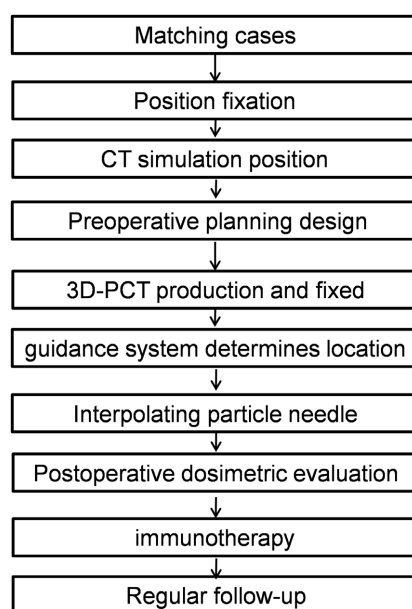 Matching cases
Position fixation
CT simulation position
Preoperative planning design
3D-PCT production and fixed
guidance system determines location
Interpolating particle needle
Postoperative dosimetric evaluation
immunotherapy
Regular follow-up